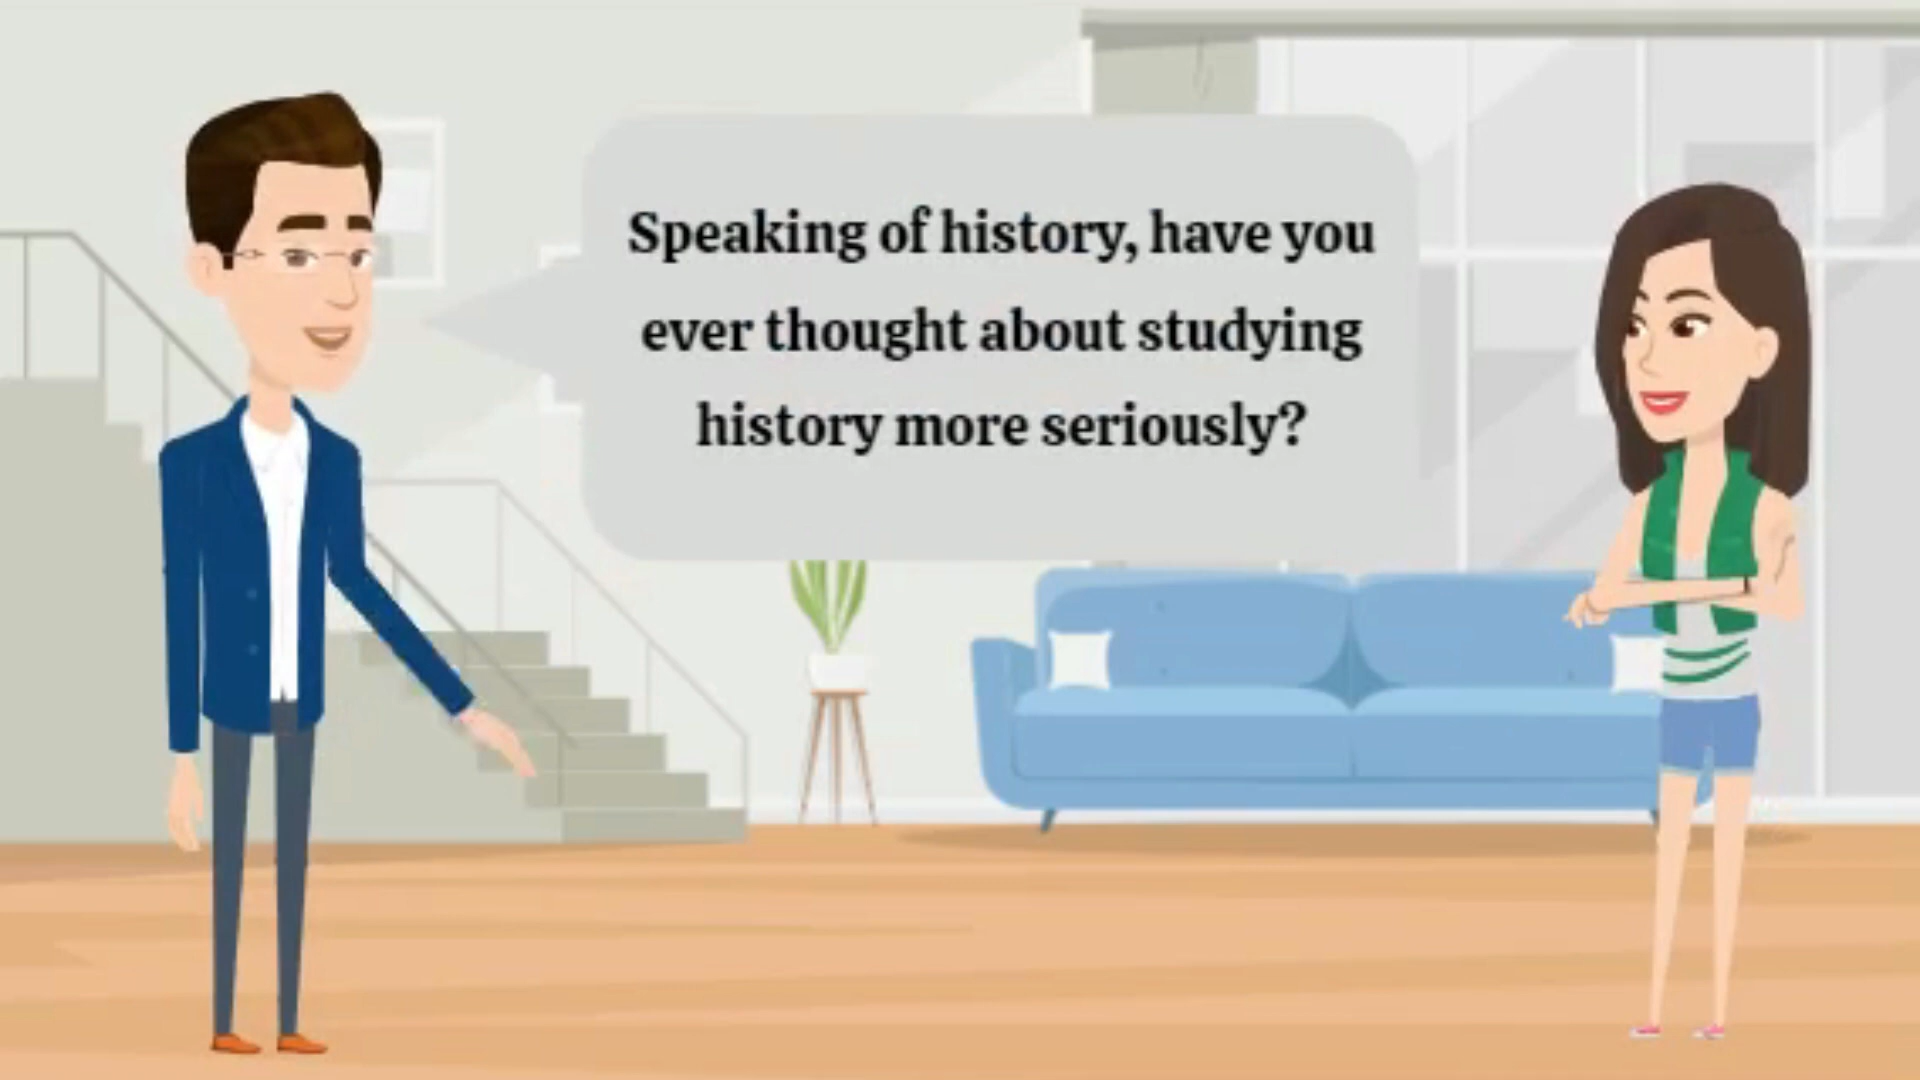 Speaking of history, have you
ever thought about studying
history more seriously?